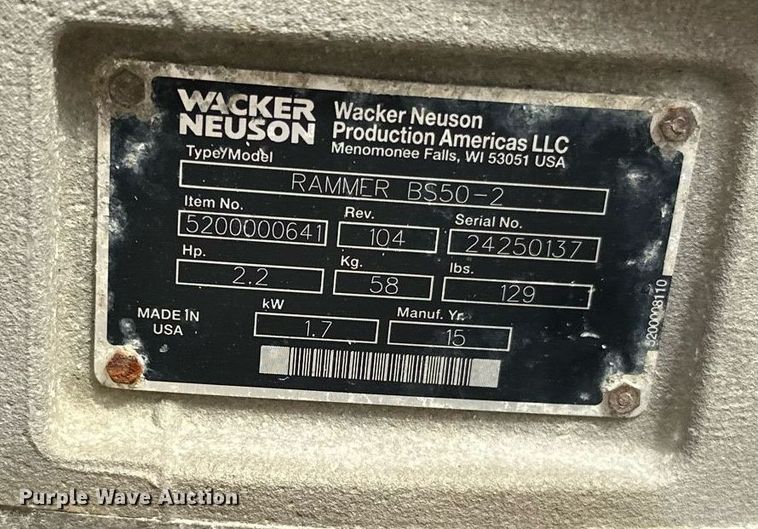 WACKER
NEUSON
Wacker Neuson
Production Americas LLC
Menomonee Falls, WI 53051 USA
Type/Model
RAMMER BS50-2
Item No.
Rev.
Serial No.
5200000641
104
24250137
Hp.
Kg.
lbs.
2.2
58
129
MADE IN
USA
kW
Manuf. Yr.
1.7
15
5200008110
Purple Wave Auction